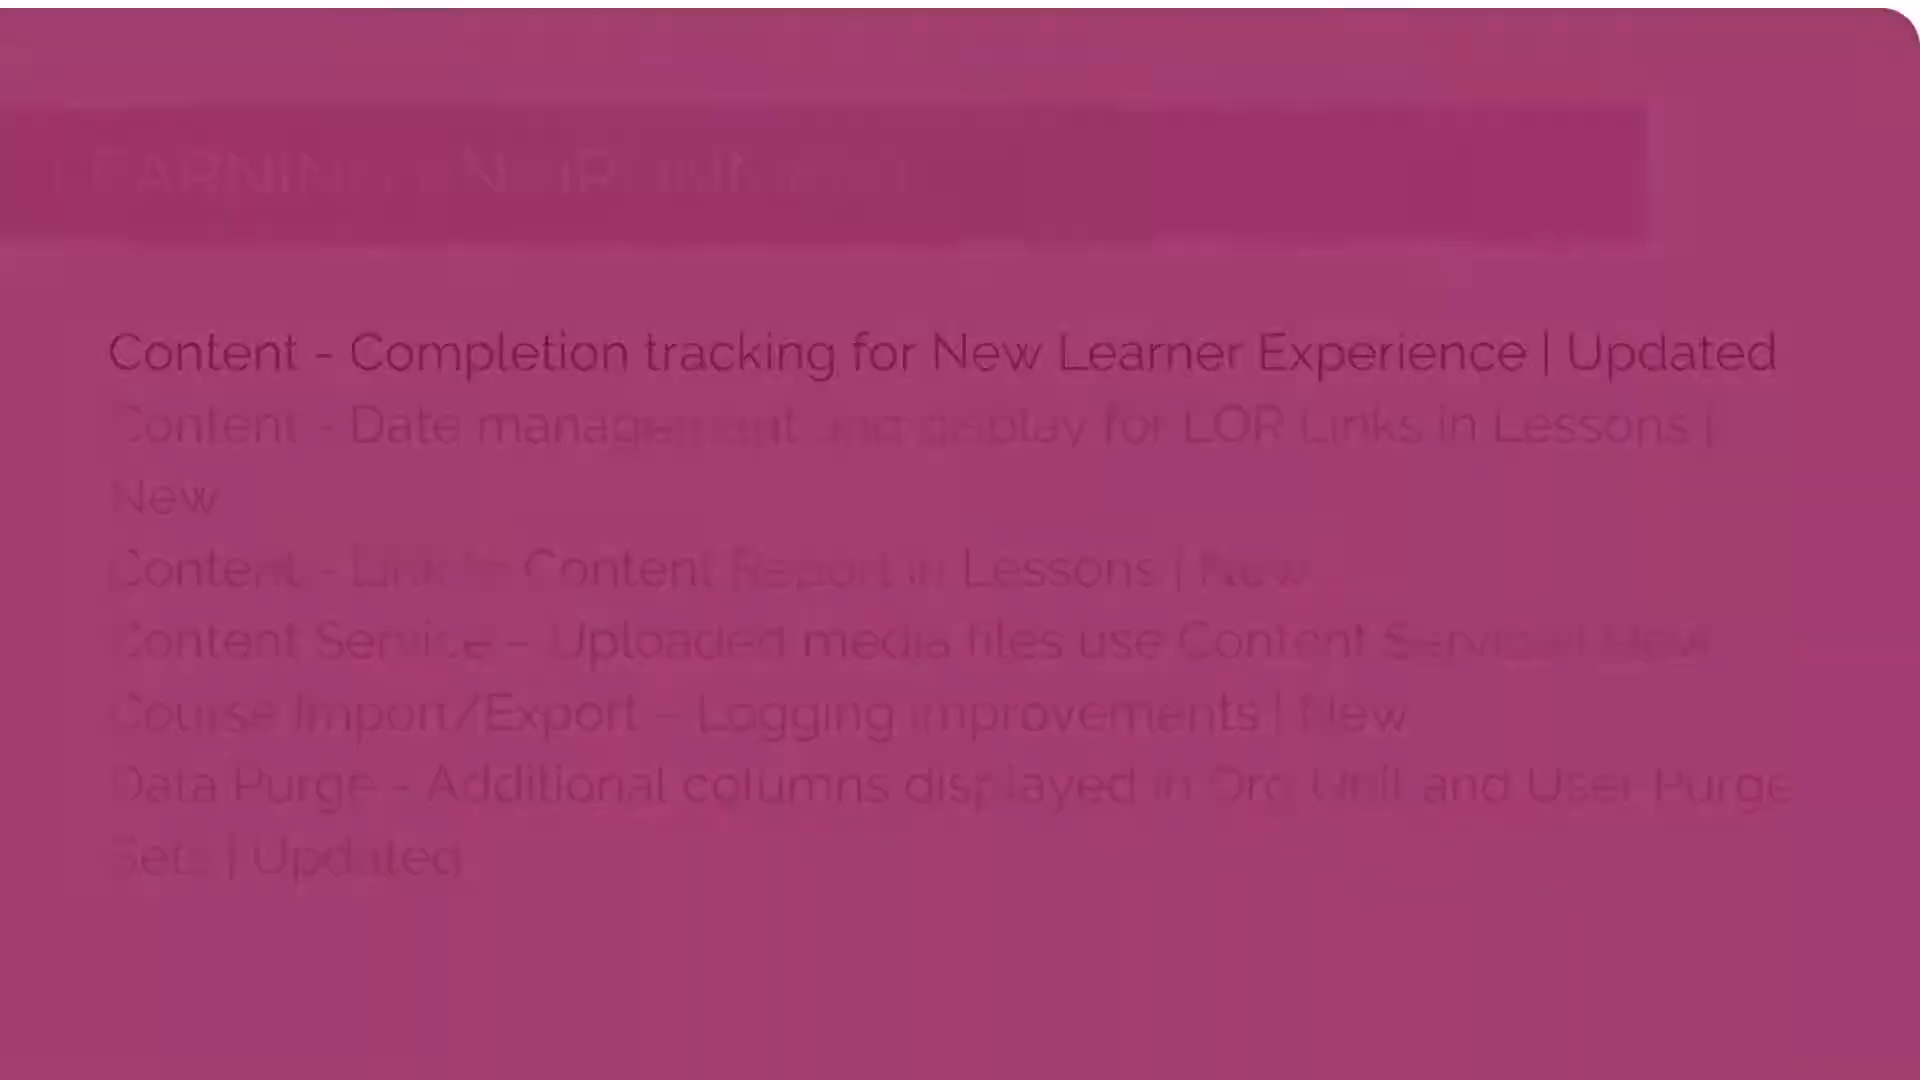 LEARNING ENVIRONMENT
Content - Completion tracking for New Learner Experience | Updated
Content - Date management and display for LOR Links in Lessons |
New
Content - Link to Content Report in Lessons | New
Content Service – Uploaded media files use Content Service| New
Course Import/Export – Logging improvements | New
Data Purge - Additional columns displayed in Org Unit and User Purge
Sets | Updated